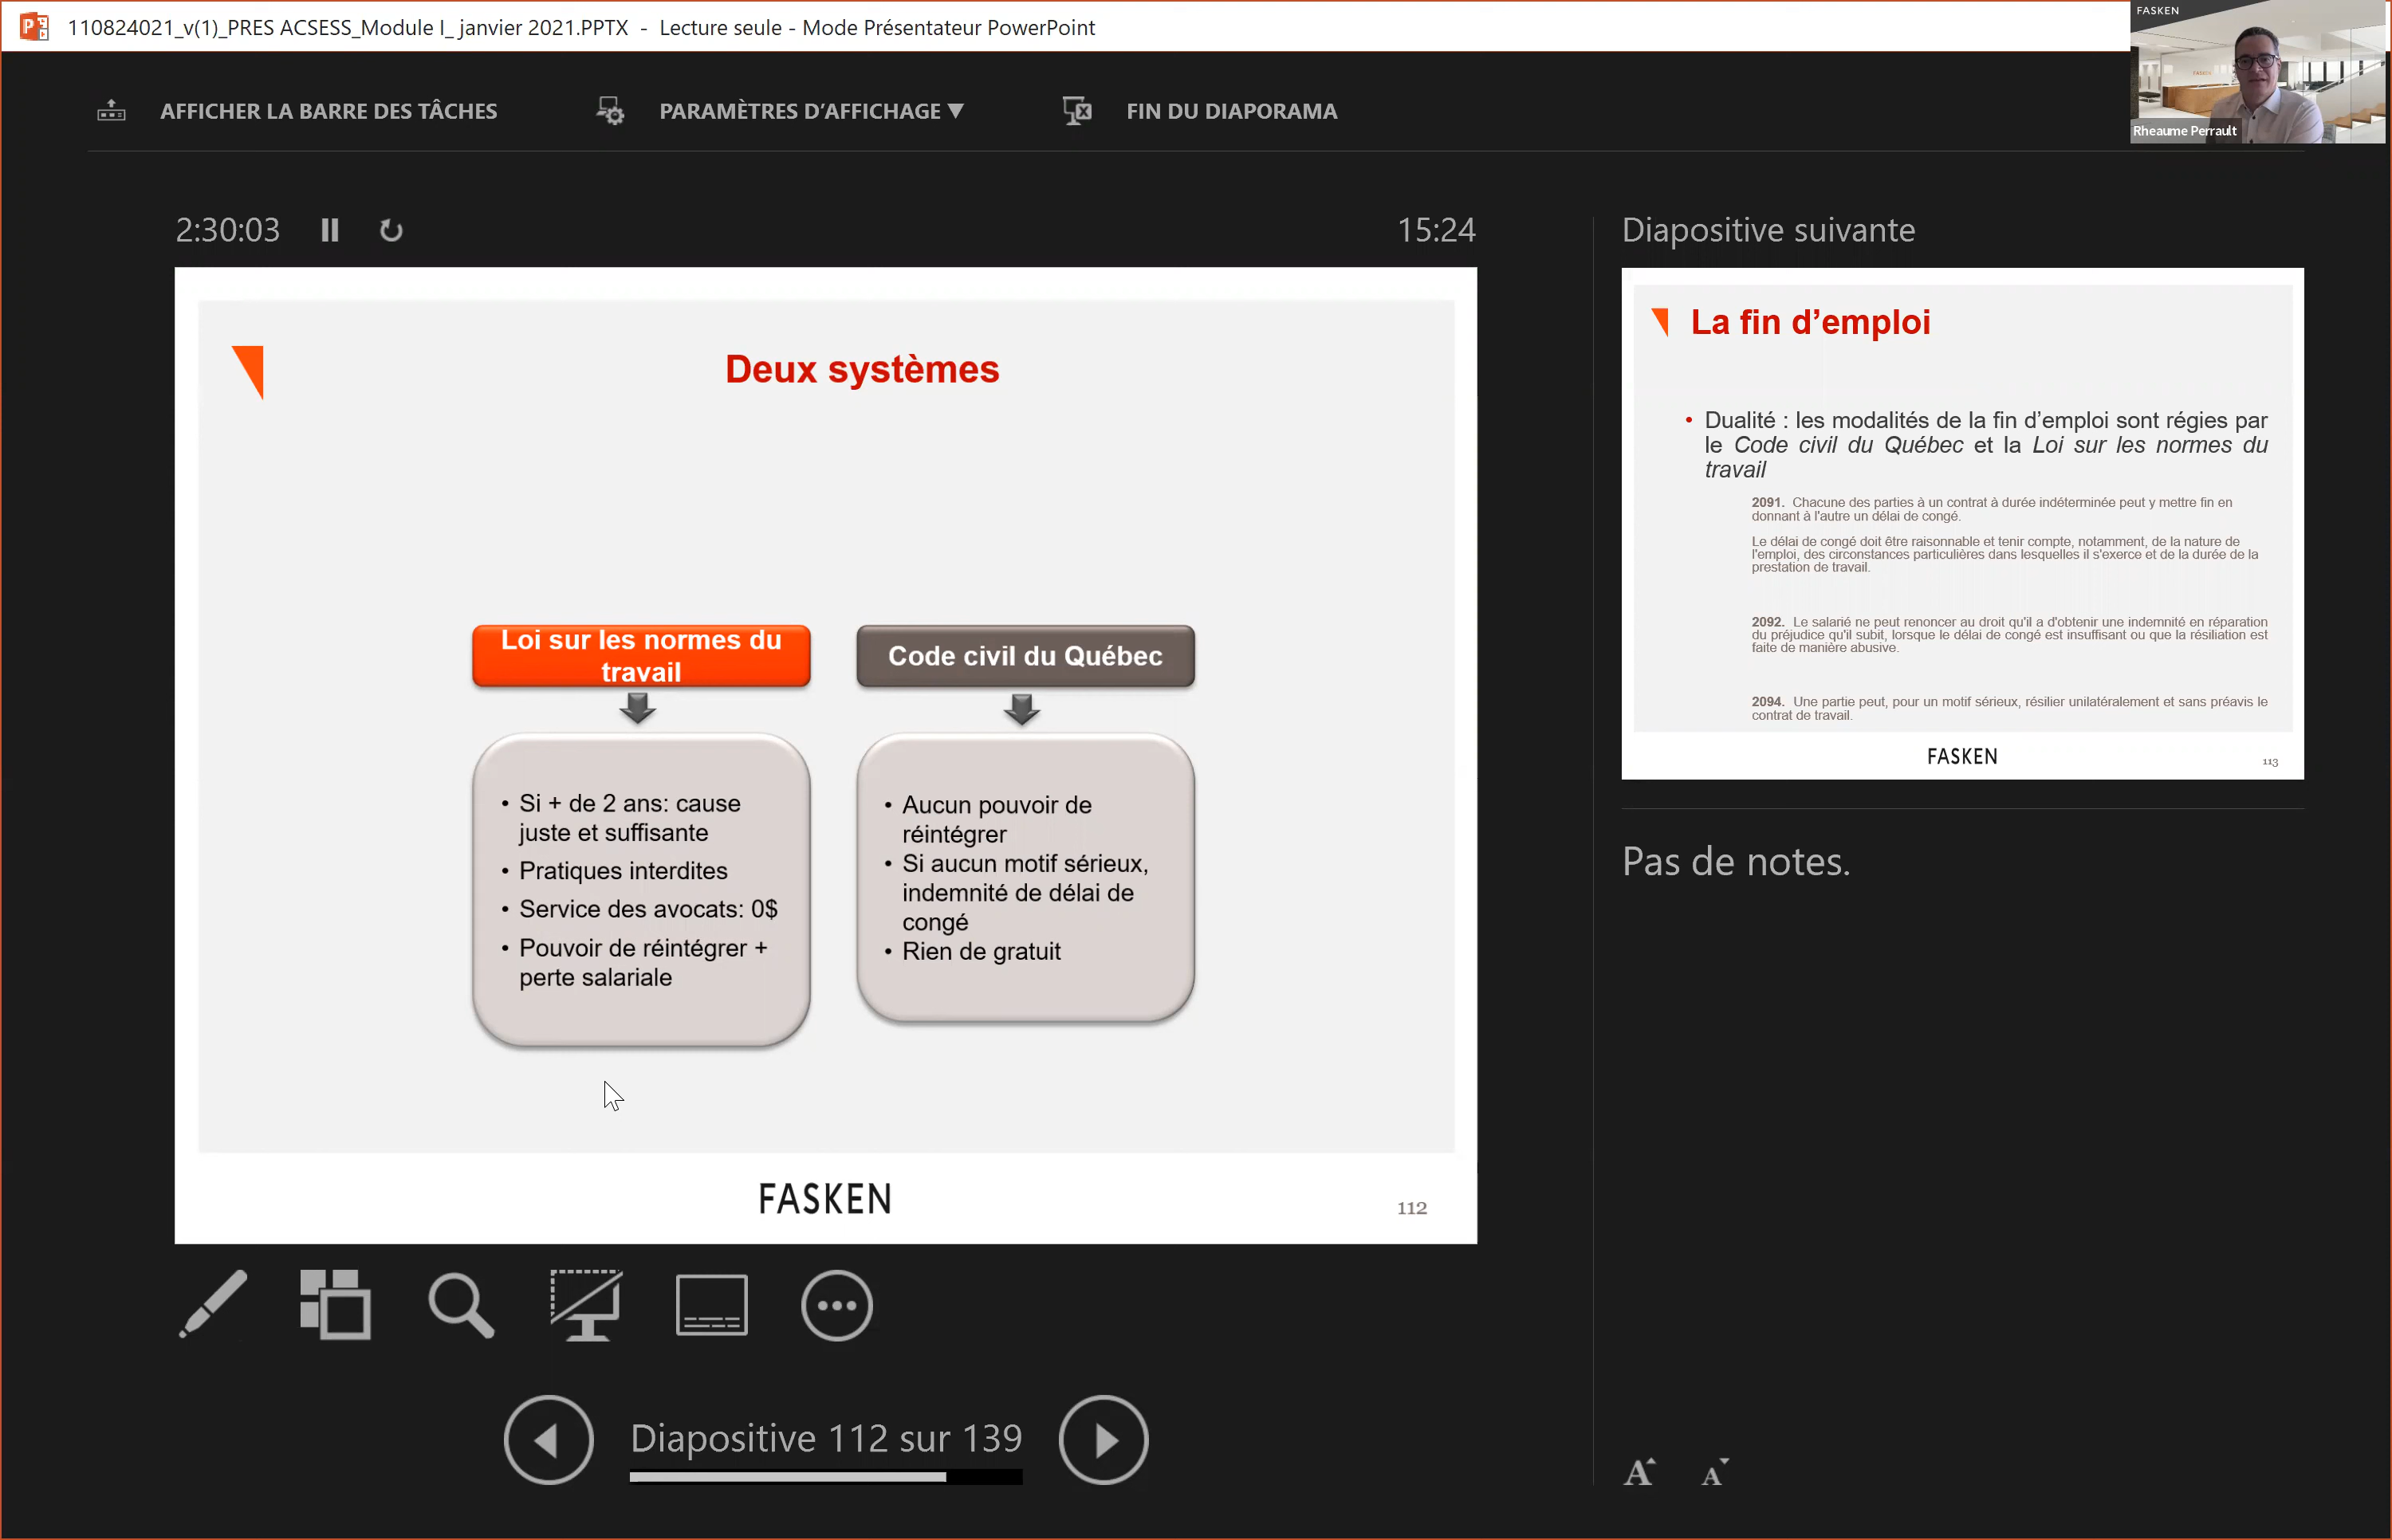 110824021_v(1)_PRES ACSESS_Module I_ janvier 2021.PPTX - Lecture seule - Mode Présentateur PowerPoint
FASKEN
Rheaume Perrault
AFFICHER LA BARRE DES TÂCHES
PARAMÈTRES D'AFFICHAGE ▼
FIN DU DIAPORAMA
2:30:03
15:24
Deux systèmes
Loi sur les normes du
travail
• Si + de 2 ans: cause
juste et suffisante
• Pratiques interdites
• Service des avocats: 0$
• Pouvoir de réintégrer +
perte salariale
Code civil du Québec
• Aucun pouvoir de
réintégrer
• Si aucun motif sérieux,
indemnité de délai de
congé
• Rien de gratuit
FASKEN
112
Diapositive 112 sur 139
Diapositive suivante
La fin d'emploi
• Dualité : les modalités de la fin d'emploi sont régies par
le Code civil du Québec et la Loi sur les normes du
travail
2091. Chacune des parties à un contrat à durée indéterminée peut y mettre fin en
donnant à l'autre un délai de congé.
Le délai de congé doit être raisonnable et tenir compte, notamment, de la nature de
l'emploi, des circonstances particulières dans lesquelles il s'exerce et de la durée de la
prestation de travail.
2092. Le salarié ne peut renoncer au droit qu'il a d'obtenir une indemnité en réparation
du préjudice qu'il subit, lorsque le délai de congé est insuffisant ou que la résiliation est
faite de manière abusive.
2094. Une partie peut, pour un motif sérieux, résilier unilatéralement et sans préavis le
contrat de travail.
FASKEN
113
Pas de notes.
A A